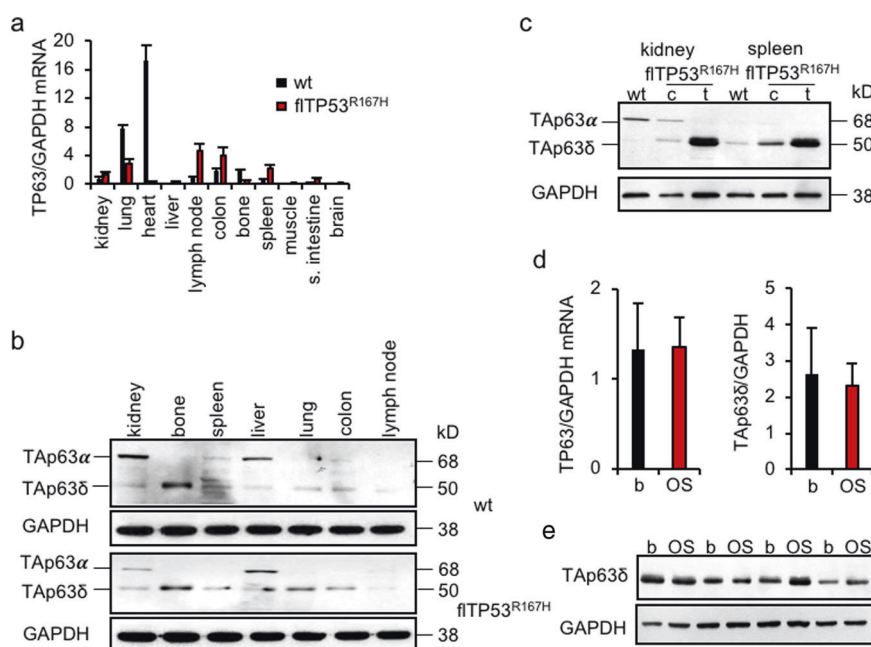 a
TP63/GAPDH mRNA
20
16
12
8
4
0
wt
flTP53R167H
kidney
lung
heart
liver
lymph node
colon
bone
spleen
muscle
s. intestine
brain
b
kidney
bone
spleen
liver
lung
colon
lymph node
kD
TAp63α
68
TAp63δ
50
wt
GAPDH
38
TAp63α
68
TAp63δ
50
flTP53R167H
GAPDH
38
c
kidney spleen
flTP53R167H flTP53R167H
wt c t wt c t kD
TAp63α
68
TAp63δ
50
GAPDH
38
d
TP63/GAPDH mRNA
2
1
0
b OS
TAp63δ/GAPDH
5
4
3
2
1
0
b OS
e
b OS b OS b OS b OS
TAp63δ
GAPDH